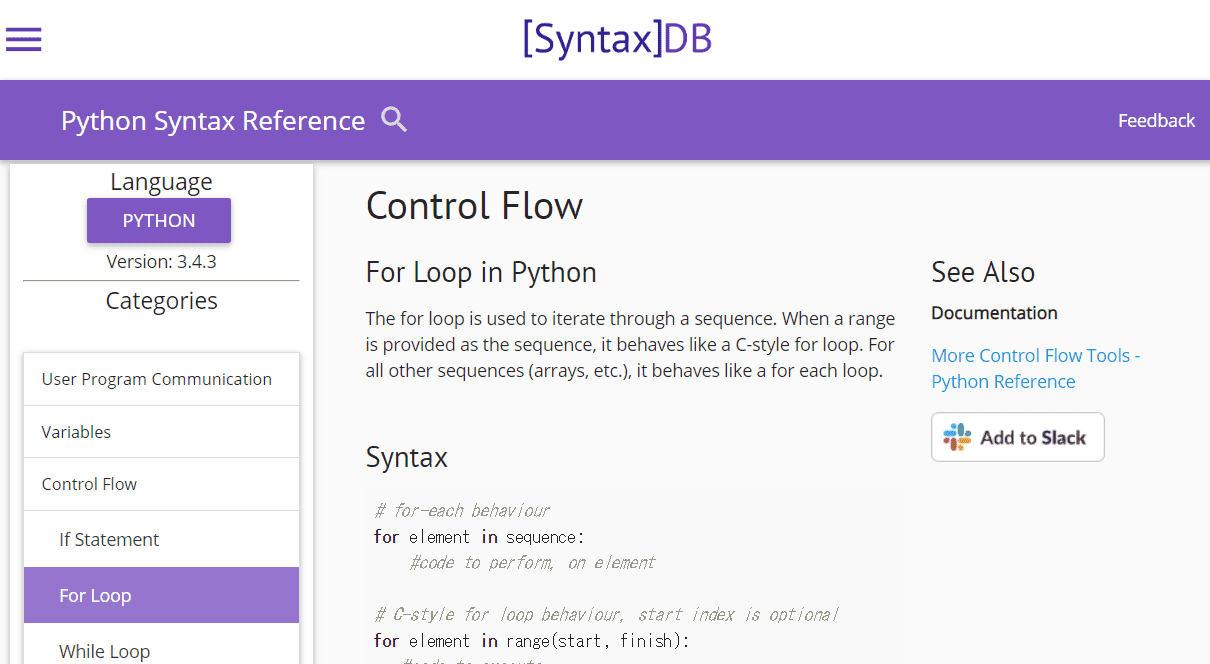 [Syntax]DB
Python Syntax Reference
Feedback
Language
PYTHON
Version: 3.4.3
Categories
User Program Communication
Variables
Control Flow
If Statement
For Loop
While Loop
Control Flow
For Loop in Python
The for loop is used to iterate through a sequence. When a range
is provided as the sequence, it behaves like a C-style for loop. For
all other sequences (arrays, etc.), it behaves like a for each loop.
Syntax
# for-each behaviour
for element in sequence:
    #code to perform, on element
# C-style for loop behaviour, start index is optional
for element in range(start, finish):
    #code to execute
See Also
Documentation
More Control Flow Tools -
Python Reference
Add to Slack